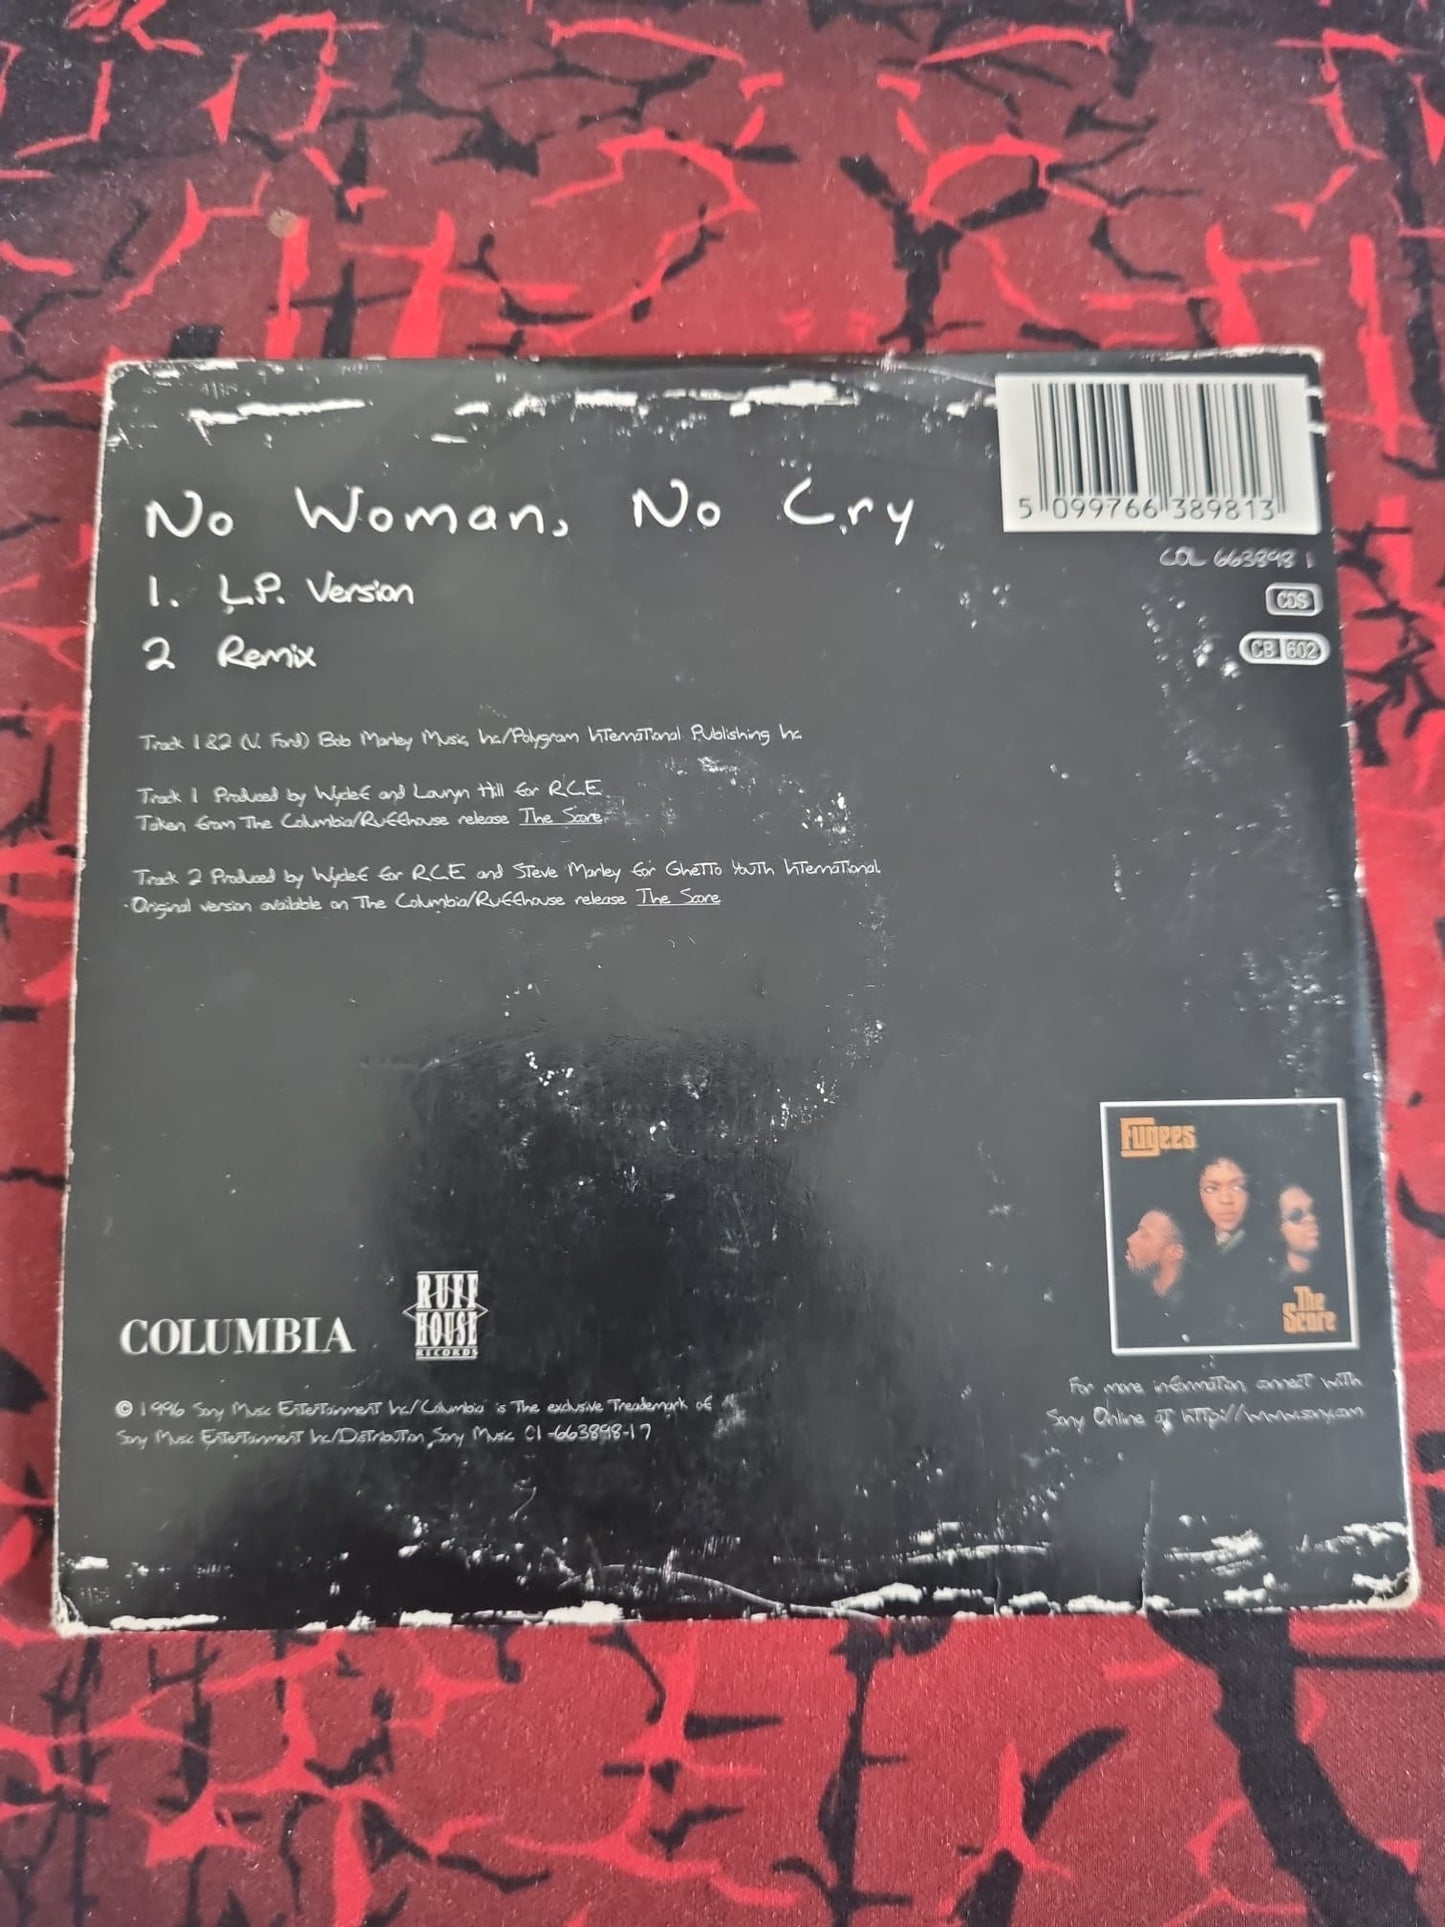 5 099766 389813
COL 663898 1
CDS
CB 602
No Woman, No Cry
1. L.P. Version
2 Remix
Track 1&2 (V. Ford) Bob Marley Music, Inc./Polygram International Publishing Inc
Track 1 Produced by Wyclef and Lauryn Hill for R.C.E
Taken from The Columbia/Ruffhouse release The Score
Track 2 Produced by Wyclef for R.C.E and Steve Marley for Ghetto Youth International.
Original version available on The Columbia/Ruffhouse release The Score
Fugees
The
Score
COLUMBIA
RUFF
HOUSE
RECORDS
For more information connect with
Sony Online at http://www.sony.com
© 1996 Sony Music Entertainment Inc./Columbia is The exclusive Treademark of
Sony Music Entertainment Inc./Distribution Sony Music 01-663898-17